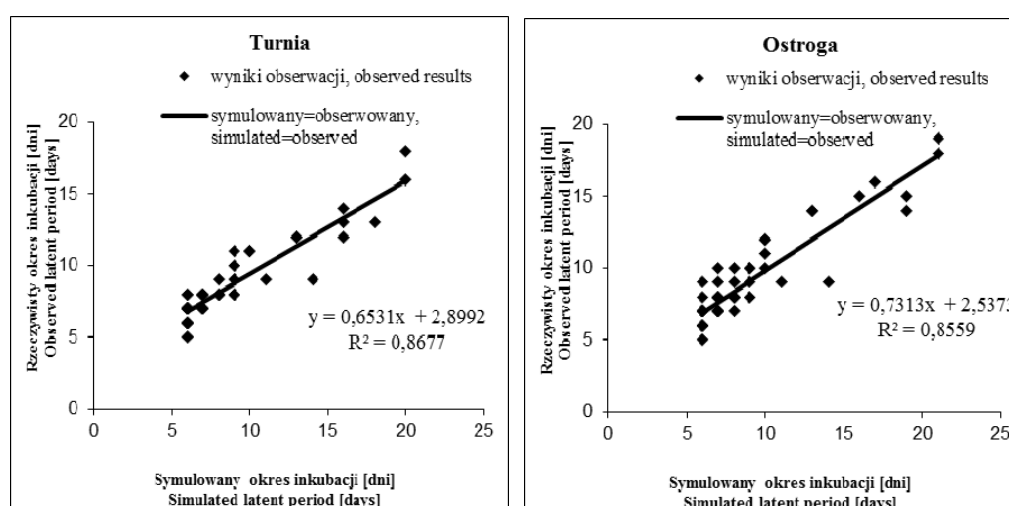 Turnia
wyniki obserwacji, observed results
symulowany=obserwowany,
simulated=observed
Rzeczywisty okres inkubacji [dni]
Observed latent period [days]
20
15
10
5
0
y = 0,6531x + 2,8992
R² = 0,8677
0 5 10 15 20 25
Symulowany okres inkubacji [dni]
Simulated latent period [days]
Ostroga
wyniki obserwacji, observed results
symulowany=obserwowany,
simulated=observed
Rzeczywisty okres inkubacji [dni]
Observed latent period [days]
20
15
10
5
0
y = 0,7313x + 2,5373
R² = 0,8559
0 5 10 15 20 25
Symulowany okres inkubacji [dni]
Simulated latent period [days]